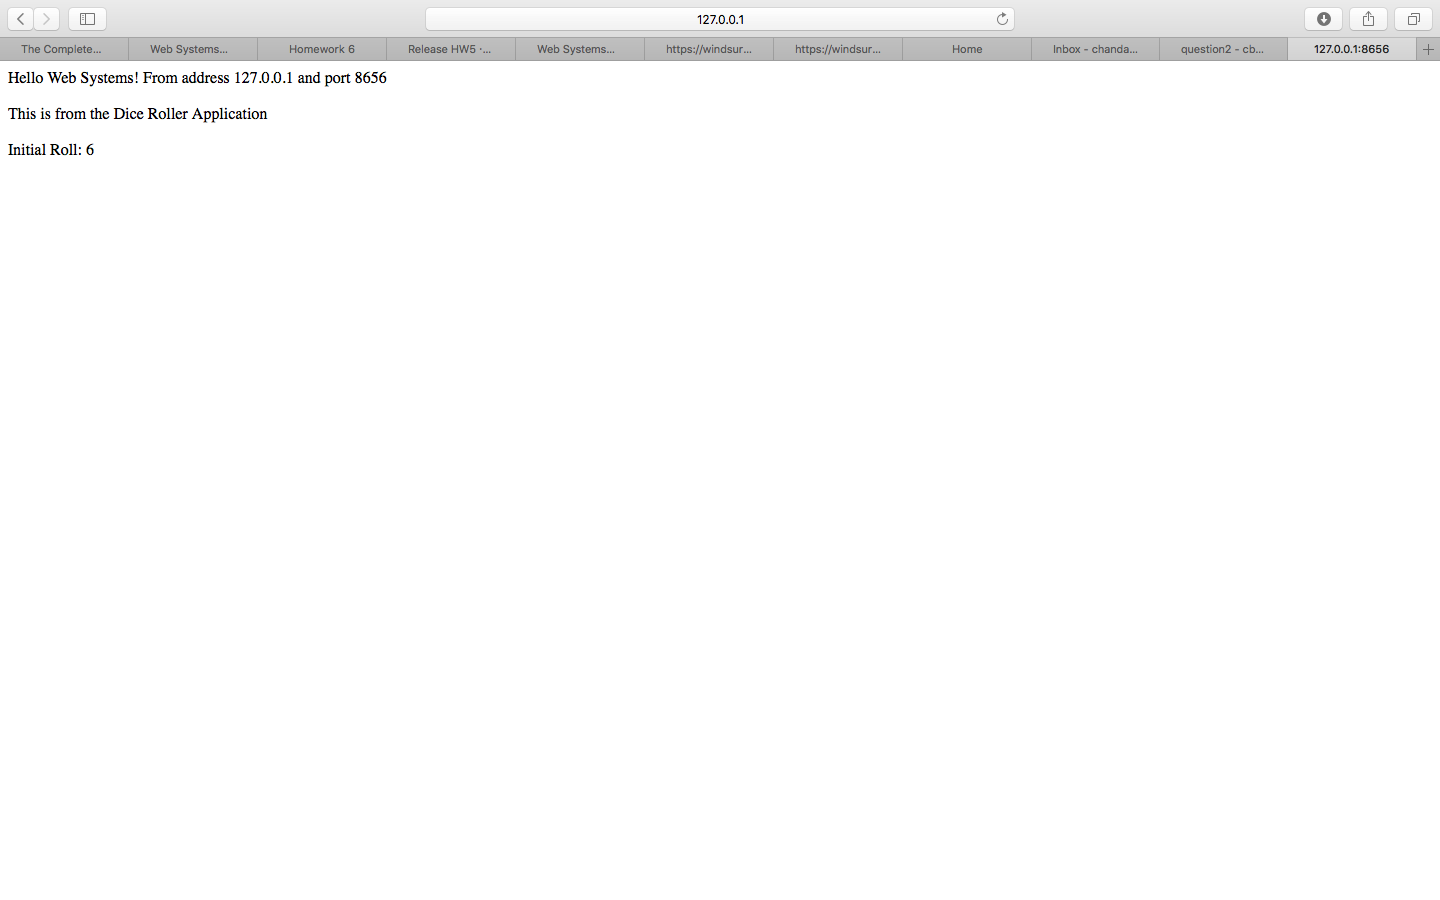 127.0.0.1
The Complete...
Web Systems...
Homework 6
Release HW5 ·...
Web Systems...
https://windsur...
https://windsur...
Home
Inbox - chanda...
question2 - cb...
127.0.0.1:8656
Hello Web Systems! From address 127.0.0.1 and port 8656
This is from the Dice Roller Application
Initial Roll: 6